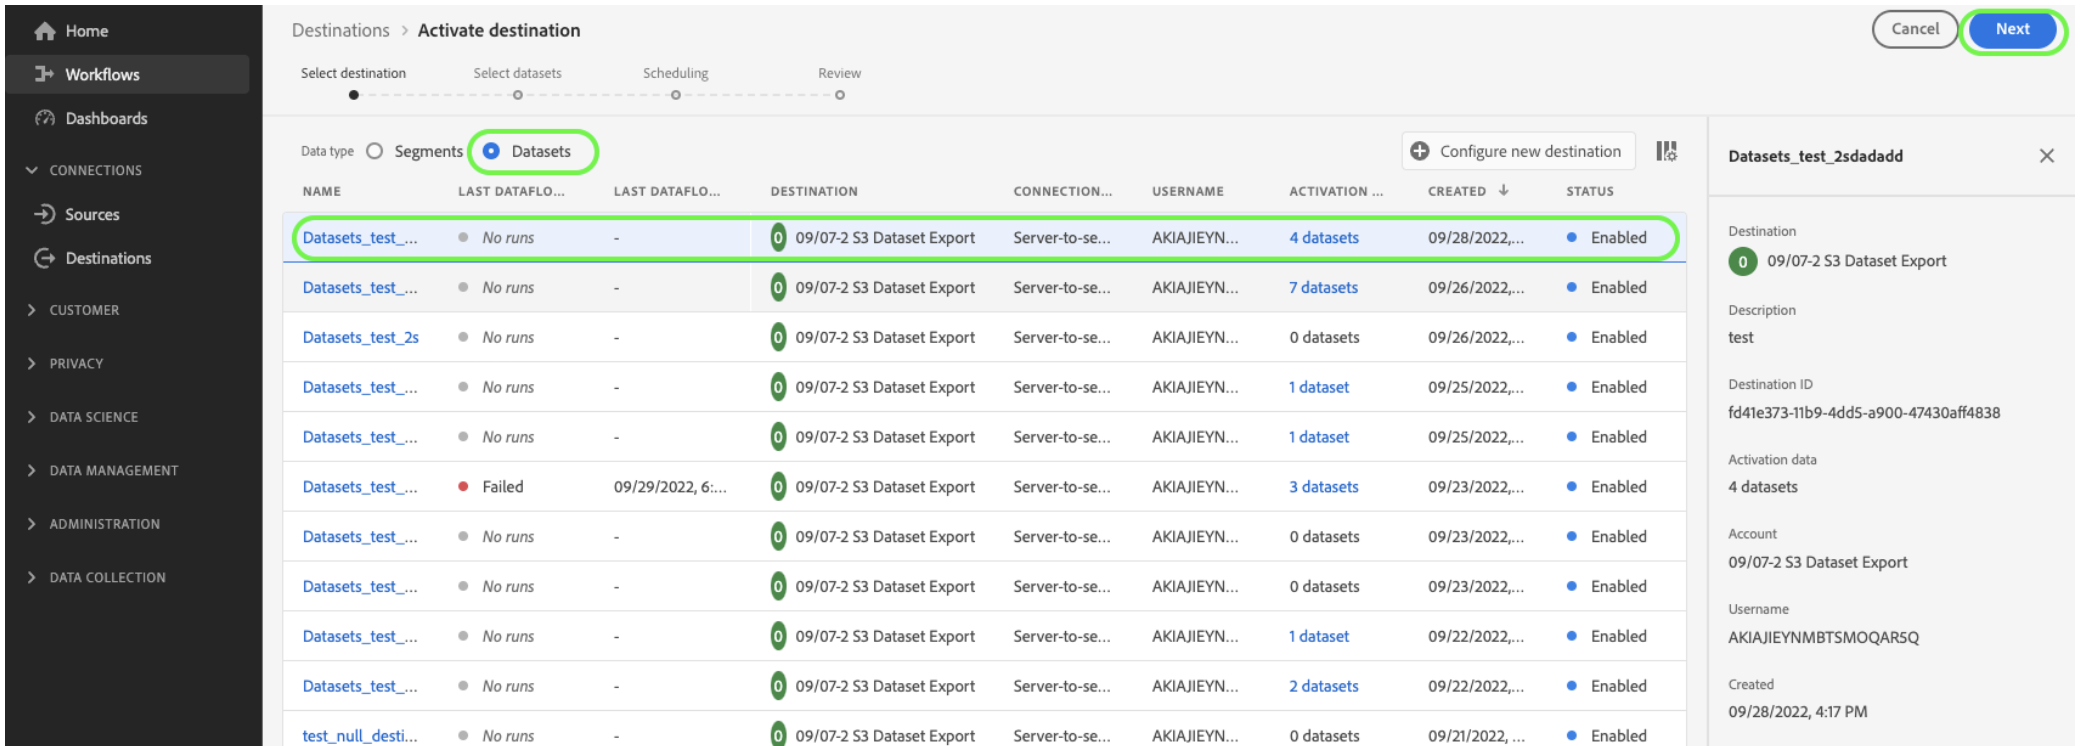 Home
Workflows
Dashboards
CONNECTIONS
Sources
Destinations
CUSTOMER
PRIVACY
DATA SCIENCE
DATA MANAGEMENT
ADMINISTRATION
DATA COLLECTION
Destinations > Activate destination
Cancel Next
Select destination Select datasets Scheduling Review
Data type Segments Datasets Configure new destination
NAME LAST DATAFLO... LAST DATAFLO... DESTINATION CONNECTION... USERNAME ACTIVATION ... CREATED ↓ STATUS
Datasets_test_... No runs - 0 09/07-2 S3 Dataset Export Server-to-se... AKIAJIEYN... 4 datasets 09/28/2022,... Enabled
Datasets_test_... No runs - 0 09/07-2 S3 Dataset Export Server-to-se... AKIAJIEYN... 7 datasets 09/26/2022,... Enabled
Datasets_test_2s No runs - 0 09/07-2 S3 Dataset Export Server-to-se... AKIAJIEYN... 0 datasets 09/26/2022,... Enabled
Datasets_test_... No runs - 0 09/07-2 S3 Dataset Export Server-to-se... AKIAJIEYN... 1 dataset 09/25/2022,... Enabled
Datasets_test_... No runs - 0 09/07-2 S3 Dataset Export Server-to-se... AKIAJIEYN... 1 dataset 09/25/2022,... Enabled
Datasets_test_... Failed 09/29/2022, 6:... 0 09/07-2 S3 Dataset Export Server-to-se... AKIAJIEYN... 3 datasets 09/23/2022,... Enabled
Datasets_test_... No runs - 0 09/07-2 S3 Dataset Export Server-to-se... AKIAJIEYN... 0 datasets 09/23/2022,... Enabled
Datasets_test_... No runs - 0 09/07-2 S3 Dataset Export Server-to-se... AKIAJIEYN... 0 datasets 09/23/2022,... Enabled
Datasets_test_... No runs - 0 09/07-2 S3 Dataset Export Server-to-se... AKIAJIEYN... 1 dataset 09/22/2022,... Enabled
Datasets_test_... No runs - 0 09/07-2 S3 Dataset Export Server-to-se... AKIAJIEYN... 2 datasets 09/22/2022,... Enabled
test_null_desti... No runs - 0 09/07-2 S3 Dataset Export Server-to-se... AKIAJIEYN... 0 datasets 09/21/2022, ... Enabled
Datasets_test_2sdadadd
Destination
0 09/07-2 S3 Dataset Export
Description
test
Destination ID
fd41e373-11b9-4dd5-a900-47430aff4838
Activation data
4 datasets
Account
09/07-2 S3 Dataset Export
Username
AKIAJIEYNMBTSMOQAR5Q
Created
09/28/2022, 4:17 PM